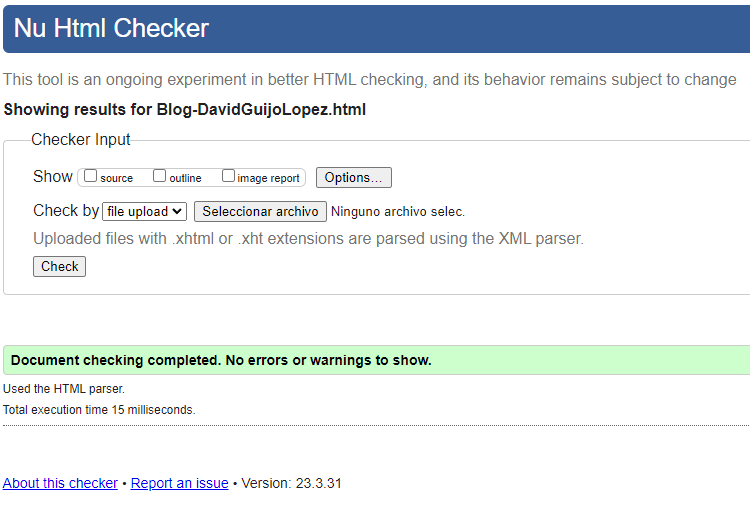 Nu Html Checker
This tool is an ongoing experiment in better HTML checking, and its behavior remains subject to change
Showing results for Blog-DavidGuijoLopez.html
Checker Input
Show source outline image report Options...
Check by file upload Seleccionar archivo Ninguno archivo selec.
Uploaded files with .xhtml or .xht extensions are parsed using the XML parser.
Check
Document checking completed. No errors or warnings to show.
Used the HTML parser.
Total execution time 15 milliseconds.
About this checker • Report an issue • Version: 23.3.31